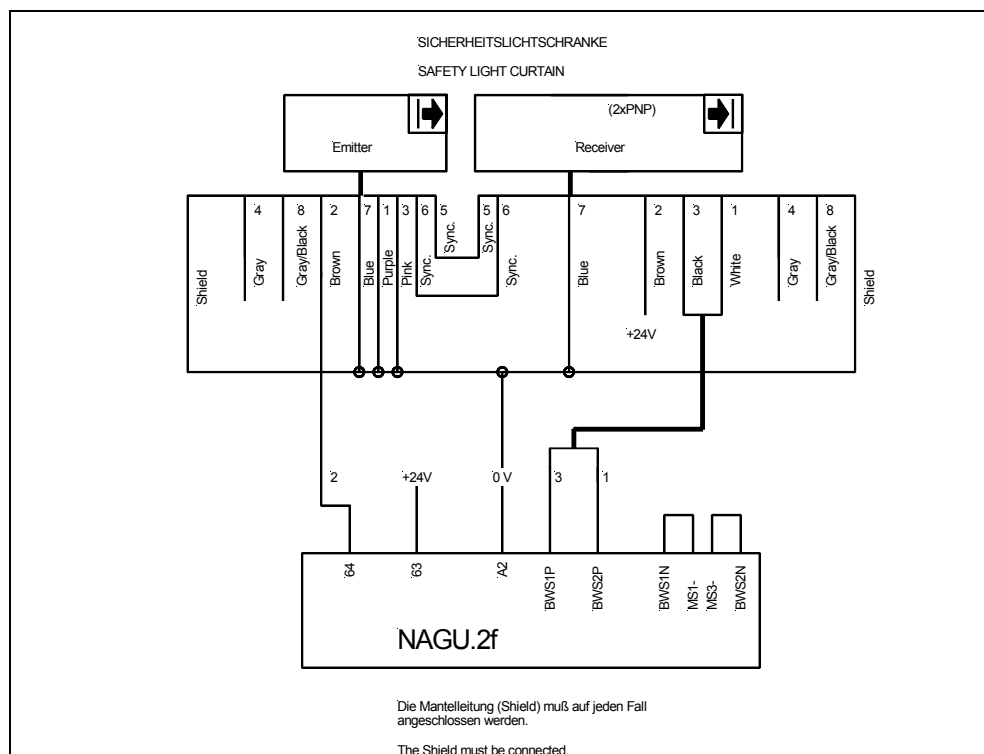 SICHERHEITSLICHTSCHRANKE
SAFETY LIGHT CURTAIN
(2xPNP)
Emitter
Receiver
4 8 2 7 1 3 6 5 5 6 7 2 3 1 4 8
Shield
Gray
Gray/Black
Brown
Blue
Purple
Pink
Sync.
Sync.
Sync.
Sync.
Blue
Brown
Black
White
Gray
Gray/Black
Shield
+24V
2 +24V 0 V 3 1
64
63
A2
BWS1P
BWS2P
BWS1N
MS1-
MS3-
BWS2N
NAGU.2f
Die Mantelleitung (Shield) muß auf jeden Fall
angeschlossen werden.
The Shield must be connected.